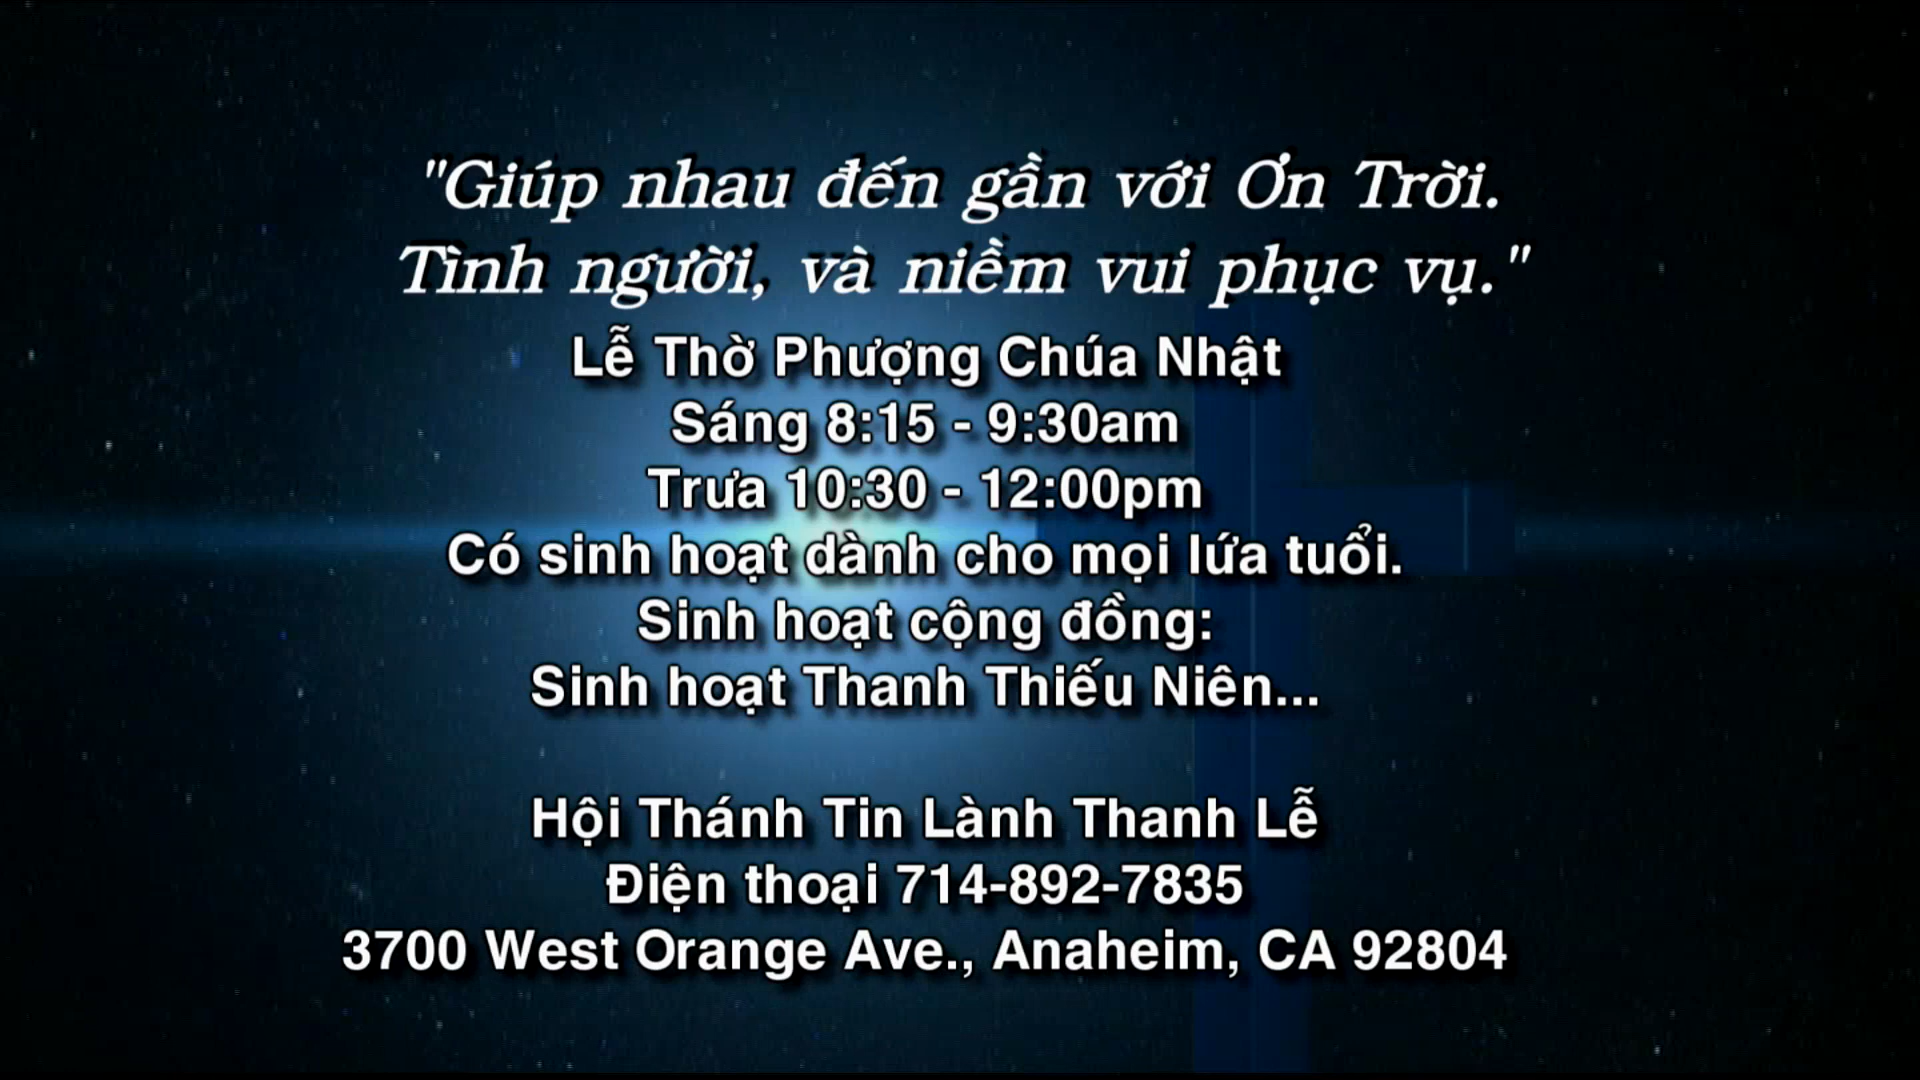 "Giúp nhau đến gần với Ơn Trời.
Tình người, và niềm vui phục vụ."
Lễ Thờ Phượng Chúa Nhật
Sáng 8:15 - 9:30am
Trưa 10:30 - 12:00pm
Có sinh hoạt dành cho mọi lứa tuổi.
Sinh hoạt cộng đồng:
Sinh hoạt Thanh Thiếu Niên...
Hội Thánh Tin Lành Thanh Lễ
Điện thoại 714-892-7835
3700 West Orange Ave., Anaheim, CA 92804